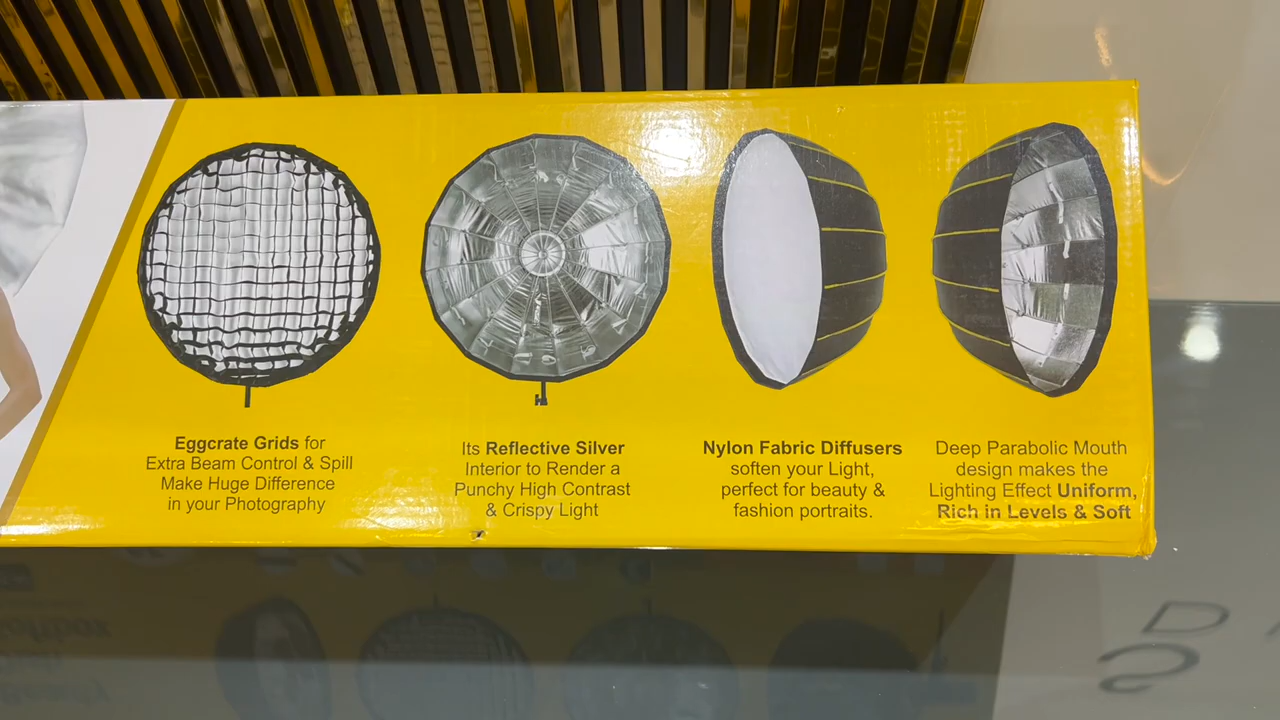 Eggcrate Grids for
Extra Beam Control & Spill
Make Huge Difference
in your Photography
Its Reflective Silver
Interior to Render a
Punchy High Contrast
& Crispy Light
Nylon Fabric Diffusers
soften your Light,
perfect for beauty &
fashion portraits.
Deep Parabolic Mouth
design makes the
Lighting Effect Uniform,
Rich in Levels & Soft